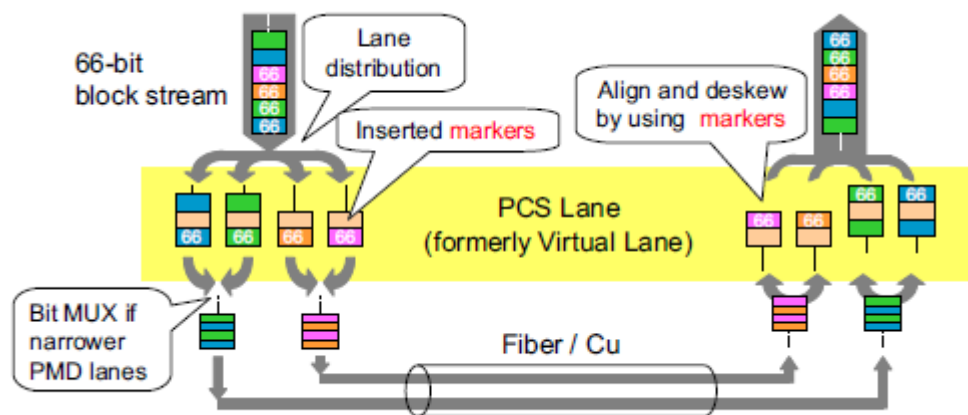 66-bit
block stream
66
66
66
66
Lane
distribution
Inserted markers
66
66
66
66
Align and deskew
by using markers
PCS Lane
(formerly Virtual Lane)
66
66
66
66
66
66
66
66
Bit MUX if
narrower
PMD lanes
Fiber / Cu